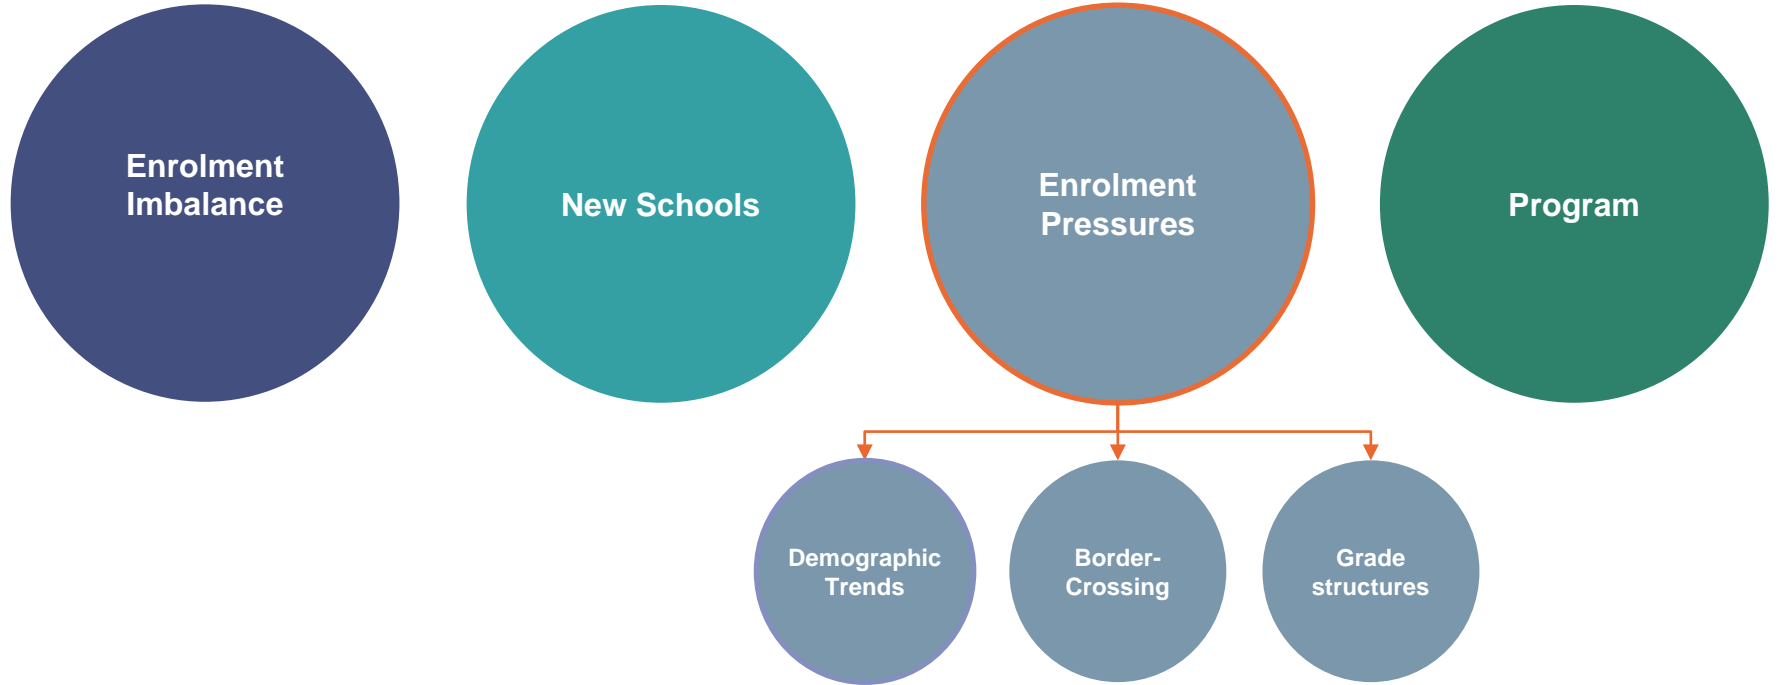 Enrolment
Imbalance
New Schools
Enrolment
Pressures
Program
Demographic
Trends
Border-
Crossing
Grade
structures